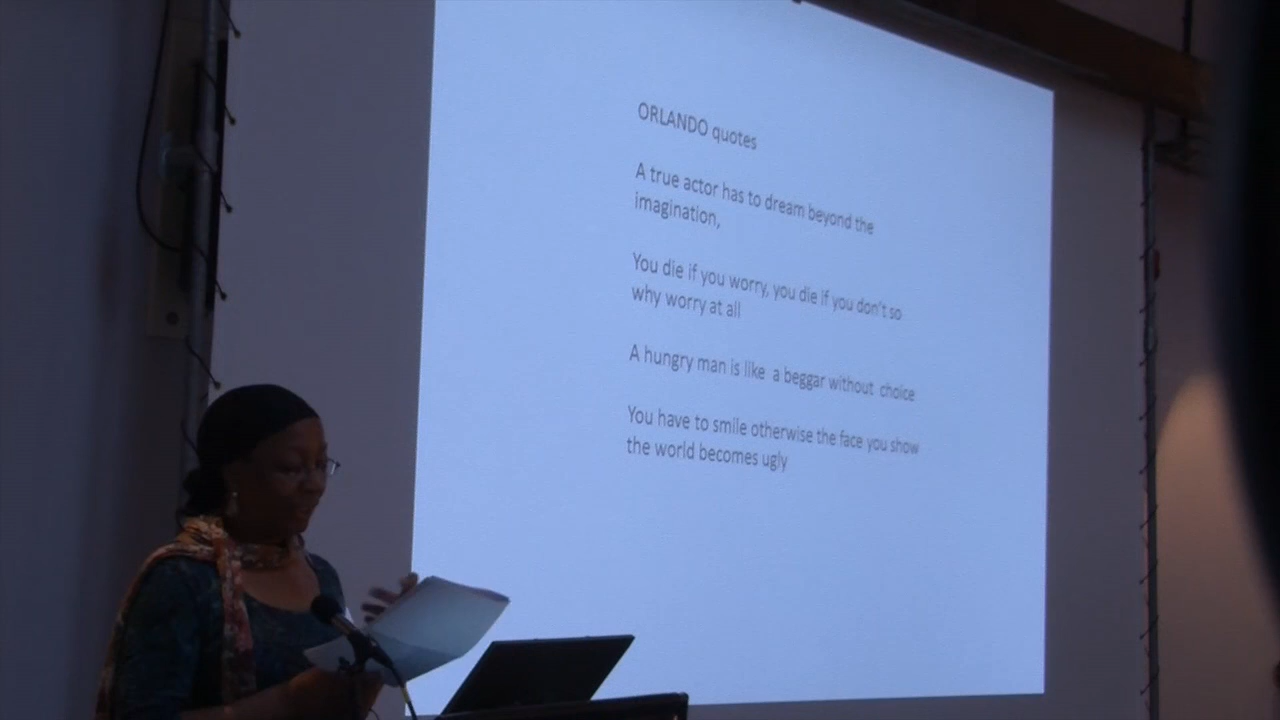 ORLANDO quotes
A true actor has to dream beyond the
imagination,
You die if you worry, you die if you don't so
why worry at all
A hungry man is like a beggar without choice
You have to smile otherwise the face you show
the world becomes ugly